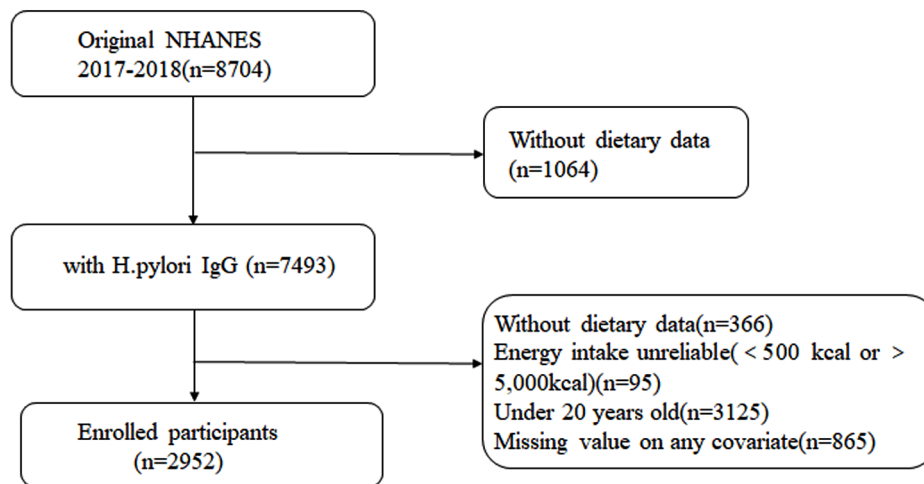 Original NHANES
2017-2018(n=8704)
Without dietary data
(n=1064)
with H.pylori IgG (n=7493)
Without dietary data(n=366)
Energy intake unreliable(＜500 kcal or ＞
5,000kcal)(n=95)
Under 20 years old(n=3125)
Missing value on any covariate(n=865)
Enrolled participants
(n=2952)